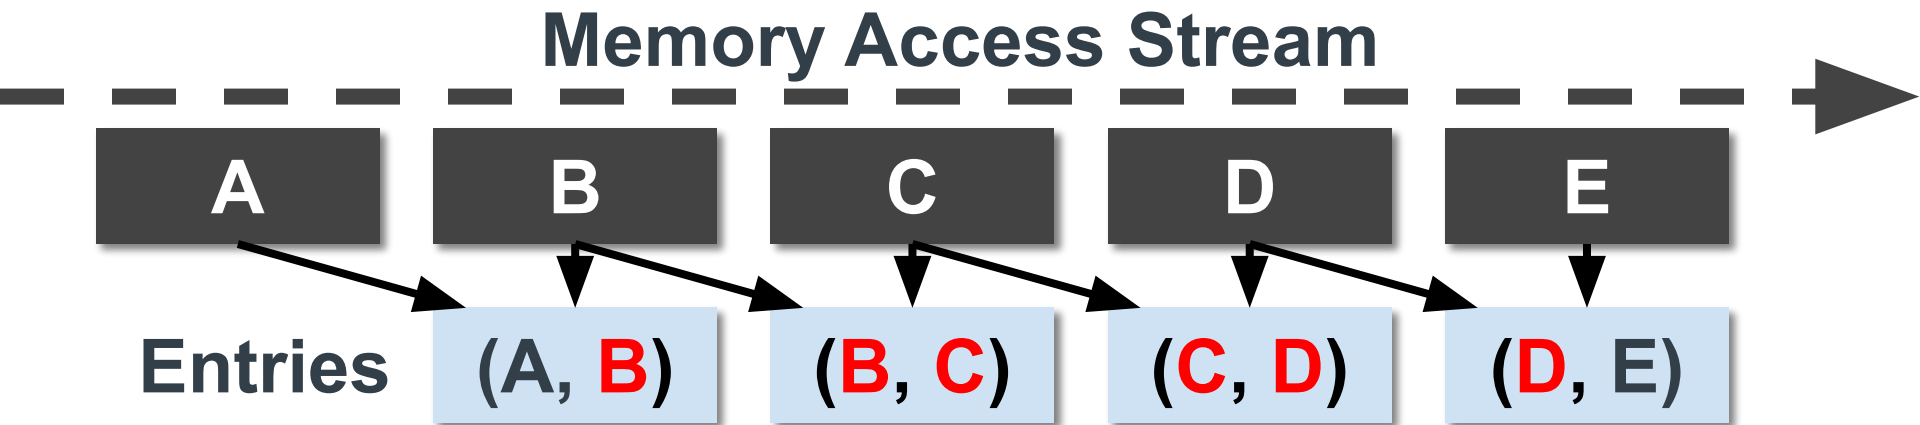 Memory Access Stream
A B C D E
Entries (A, B) (B, C) (C, D) (D, E)